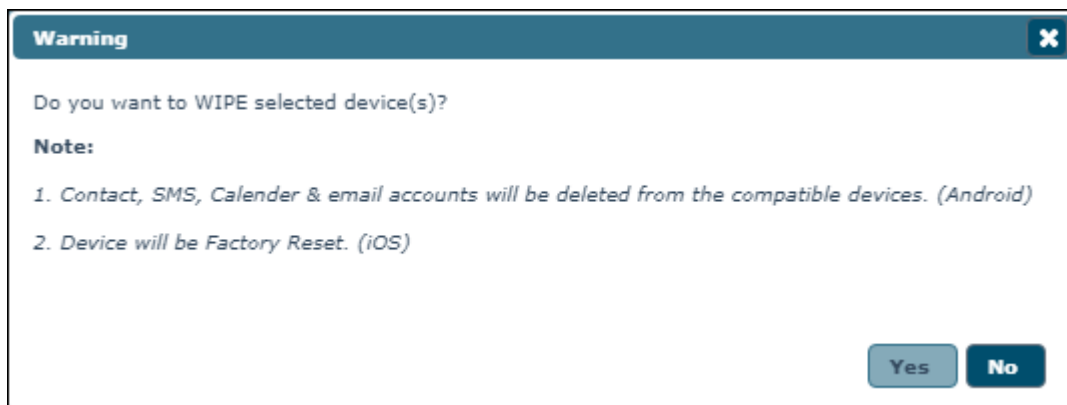 Warning
Do you want to WIPE selected device(s)?
Note:
1. Contact, SMS, Calender & email accounts will be deleted from the compatible devices. (Android)
2. Device will be Factory Reset. (iOS)
Yes No